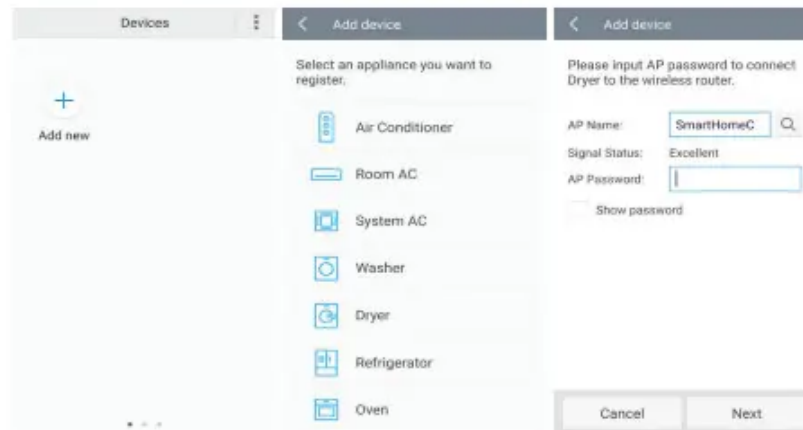 Devices
Add new
Add device
Select an appliance you want to
register.
Air Conditioner
Room AC
System AC
Washer
Dryer
Refrigerator
Oven
Add device
Please input AP password to connect
Dryer to the wireless router.
AP Name: SmartHomeC
Signal Status: Excellent
AP Password:
Show password
Cancel Next